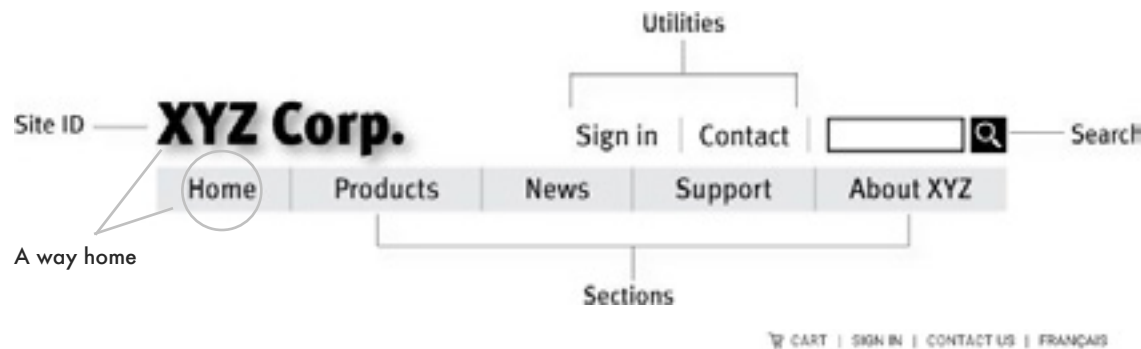 Utilities
Site ID
XYZ Corp.
Sign in | Contact
Search
Home | Products | News | Support | About XYZ
A way home
Sections
CART | SIGN IN | CONTACT US | FRANÇAIS